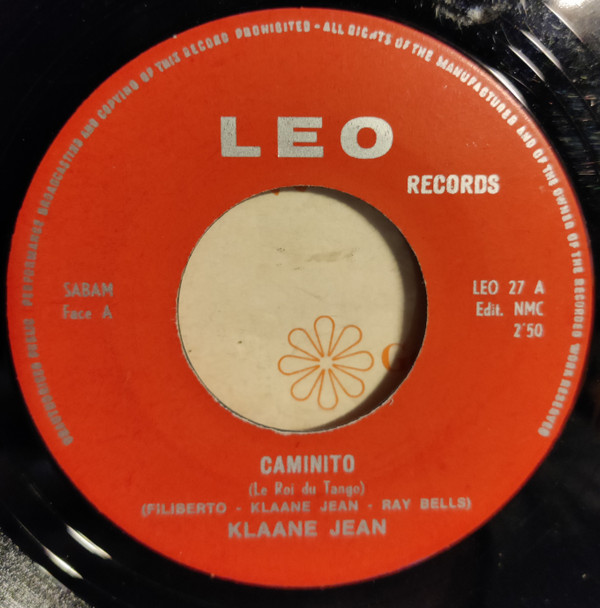 UNAUTHORISED PUBLIC PERFORMANCE BROADCASTING AND COPYING OF THIS RECORD PROHIBITED - ALL RIGHTS OF THE MANUFACTURER AND OF THE OWNER OF THE RECORDED WORK RESERVED
LEO
RECORDS
SABAM
Face A
LEO 27 A
Edit. NMC
2'50
CAMINITO
(Le Roi du Tango)
(FILIBERTO - KLAANE JEAN - RAY BELLS)
KLAANE JEAN